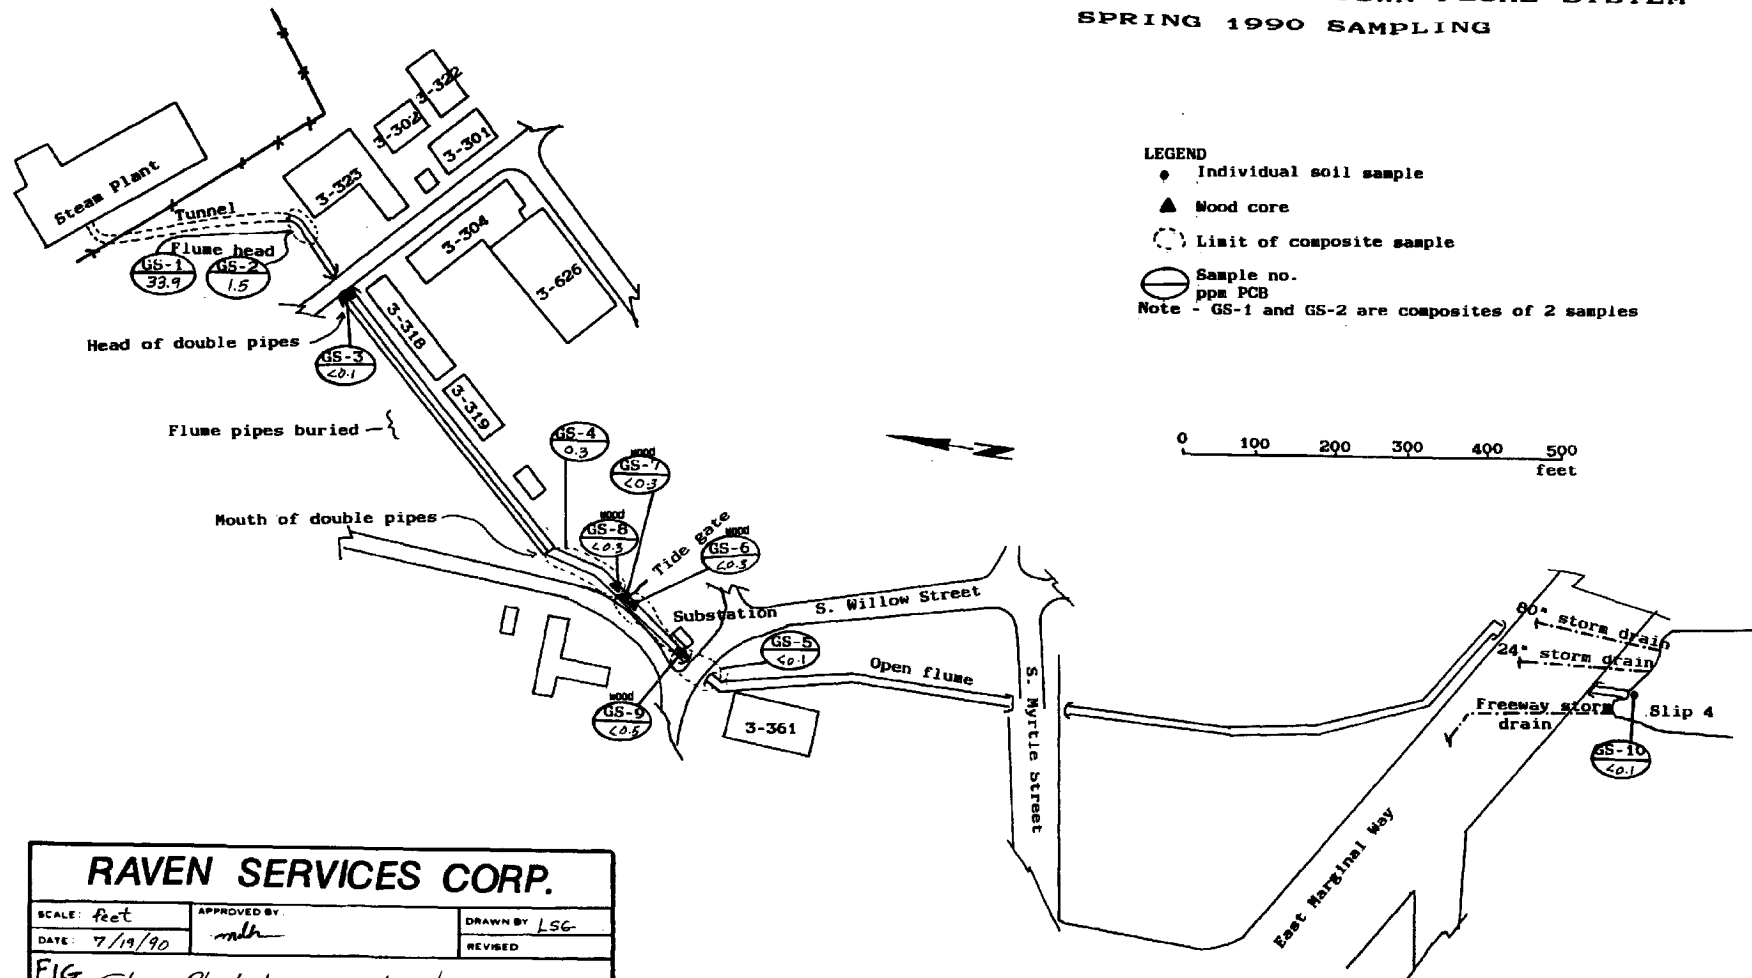 SYSTEM
SPRING 1990 SAMPLING
3-322
3-302
3-301
3-323
Steam Plant
Tunnel
3-304
Flume head
GS-1
33.9
GS-2
1.5
3-626
3-318
Head of double pipes
GS-3
<0.1
3-319
Flume pipes buried
LEGEND
Individual soil sample
Wood core
Limit of composite sample
Sample no.
ppm PCB
Note - GS-1 and GS-2 are composites of 2 samples
0 100 200 300 400 500
feet
GS-4
0.3
Wood
GS-7
<0.3
Mouth of double pipes
Wood
GS-8
<0.3
Tide gate
Wood
GS-6
<0.3
Substation
S. Willow Street
GS-5
<0.1
Open flume
Wood
GS-9
<0.5
3-361
S. Myrtle Street
80" storm drain
24" storm drain
Freeway storm
drain
Slip 4
GS-10
<0.1
East Marginal Way
RAVEN SERVICES CORP.
SCALE: feet
APPROVED BY:
mdh
DRAWN BY LSG
DATE: 7/19/90
REVISED
FIG